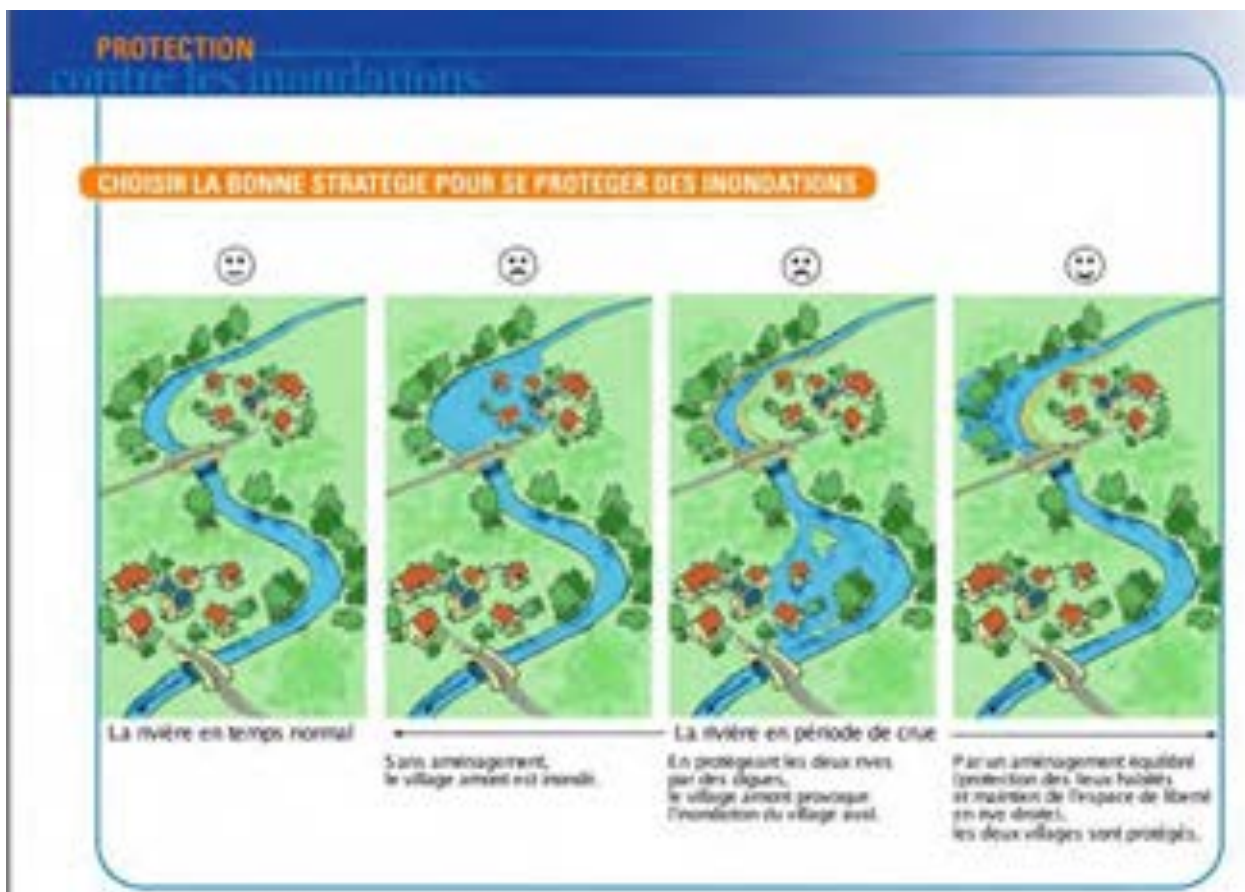 PROTECTION
contre les inondations
CHOISIR LA BONNE STRATEGIE POUR SE PROTEGER DES INONDATIONS
La rivière en temps normal
La rivière en période de crue
Sans aménagement,
le village amont est inondé.
En protégeant les deux rives
par des digues,
le village amont provoque
l'inondation du village aval.
Par un aménagement équilibré
(protection des lieux habités
et maintien de l'espace de liberté
en rive droite),
les deux villages sont protégés.